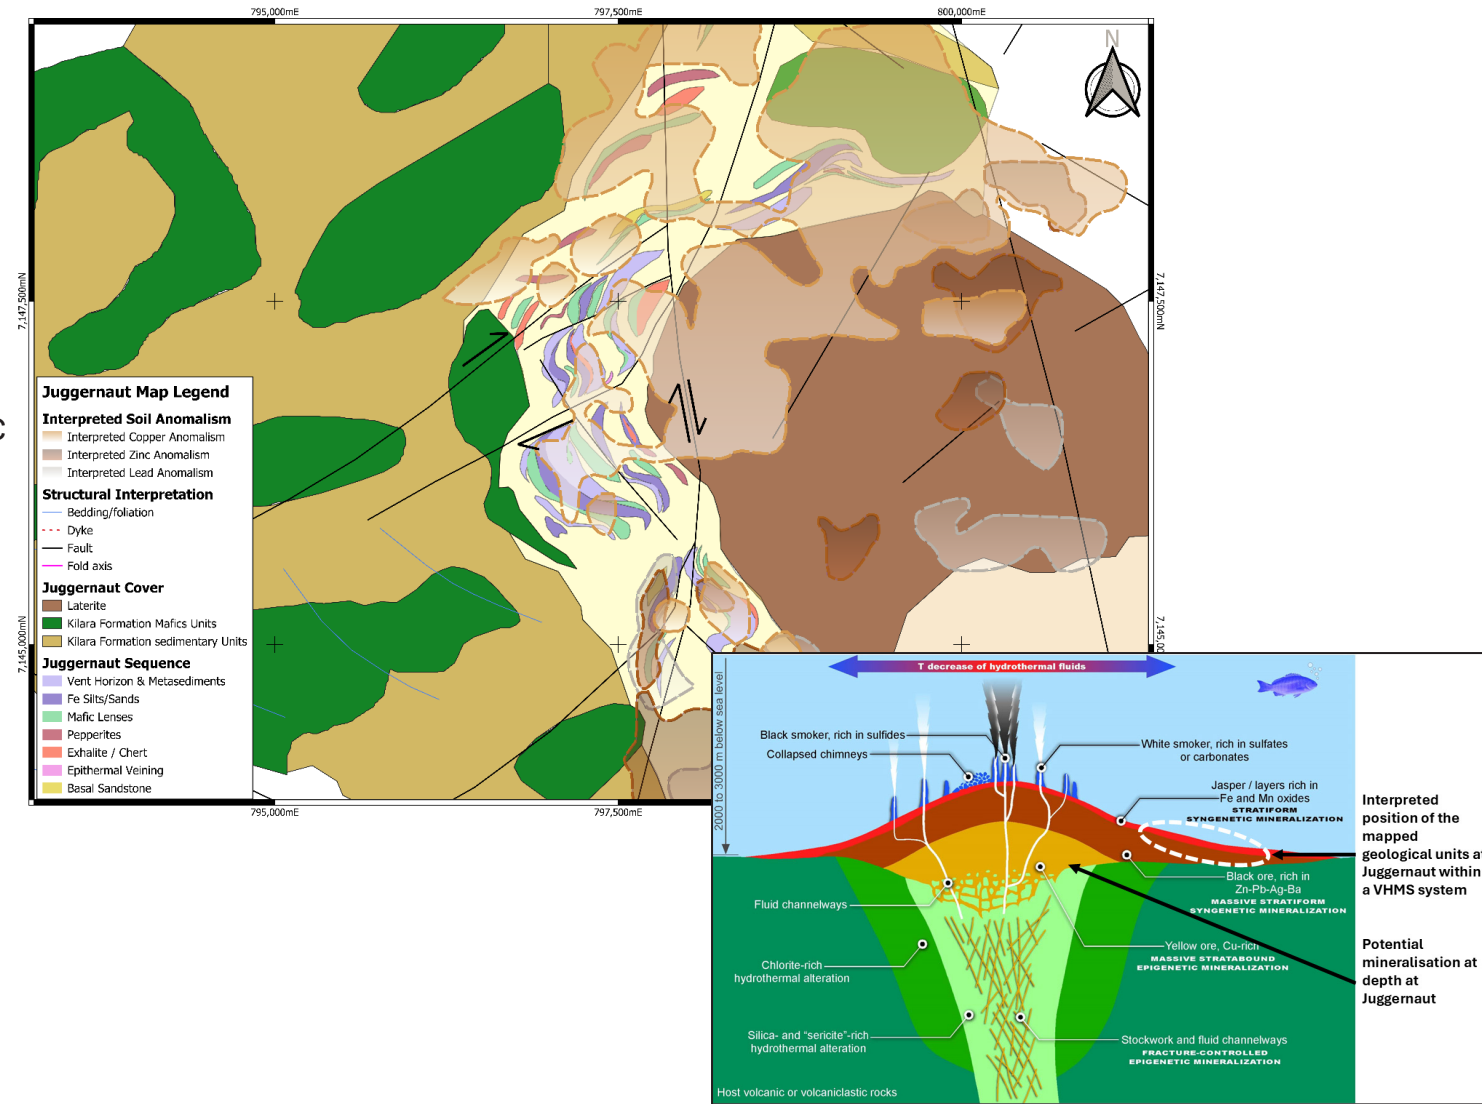 795,000mE
797,500mE
800,000mE
N
7,147,500mN
7,147,500mN
Juggernaut Map Legend
Interpreted Soil Anomalism
Interpreted Copper Anomalism
Interpreted Zinc Anomalism
Interpreted Lead Anomalism
Structural Interpretation
Bedding/foliation
Dyke
Fault
Fold axis
Juggernaut Cover
Laterite
Kilara Formation Mafics Units
Kilara Formation sedimentary Units
Juggernaut Sequence
Vent Horizon & Metasediments
Fe Silts/Sands
Mafic Lenses
Pepperites
Exhalite / Chert
Epithermal Veining
Basal Sandstone
7,145,000mN
7,145,00
795,000mE
797,500mE
T decrease of hydrothermal fluids
2000 to 3000 m below sea level
Black smoker, rich in sulfides
Collapsed chimneys
White smoker, rich in sulfates
or carbonates
Jasper / layers rich in
Fe and Mn oxides
STRATIFORM
SYNGENETIC MINERALIZATION
Black ore, rich in
Zn-Pb-Ag-Ba
MASSIVE STRATIFORM
SYNGENETIC MINERALIZATION
Fluid channelways
Yellow ore, Cu-rich
MASSIVE STRATABOUND
EPIGENETIC MINERALIZATION
Chlorite-rich
hydrothermal alteration
Silica- and "sericite"-rich
hydrothermal alteration
Stockwork and fluid channelways
FRACTURE-CONTROLLED
EPIGENETIC MINERALIZATION
Host volcanic or volcaniclastic rocks
Interpreted
position of the
mapped
geological units at
Juggernaut within
a VHMS system
Potential
mineralisation at
depth at
Juggernaut